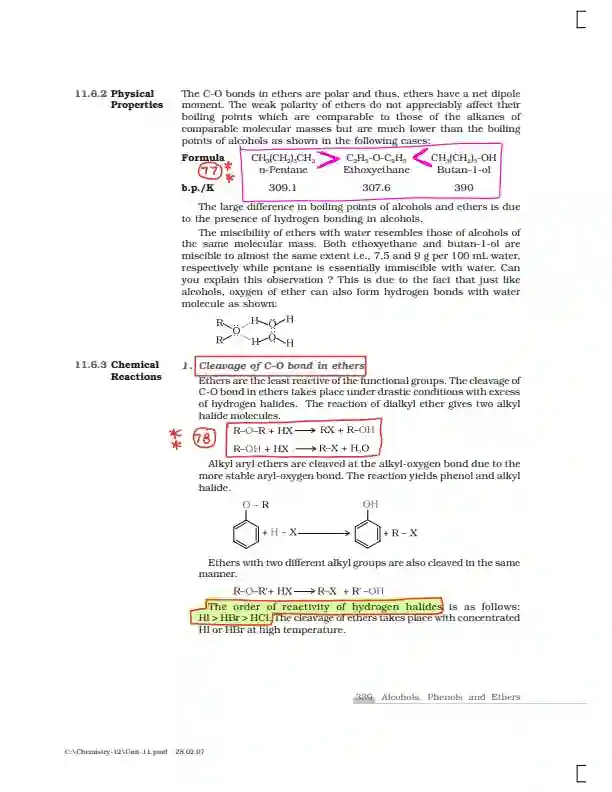 11.6.2 Physical Properties
The C-O bonds in ethers are polar and thus, ethers have a net dipole
moment. The weak polarity of ethers do not appreciably affect their
boiling points which are comparable to those of the alkanes of
comparable molecular masses but are much lower than the boiling
points of alcohols as shown in the following cases:
Formula CH₃(CH₂)₃CH₃ > C₂H₅-O-C₂H₅ < CH₃(CH₂)₃-OH
77 * *
n-Pentane Ethoxyethane Butan-1-ol
b.p./K 309.1 307.6 390
The large difference in boiling points of alcohols and ethers is due
to the presence of hydrogen bonding in alcohols.
The miscibility of ethers with water resembles those of alcohols of
the same molecular mass. Both ethoxyethane and butan-1-ol are
miscible to almost the same extent i.e., 7.5 and 9 g per 100 mL water,
respectively while pentane is essentially immiscible with water. Can
you explain this observation ? This is due to the fact that just like
alcohols, oxygen of ether can also form hydrogen bonds with water
molecule as shown:
R H O H
O
R H O H
11.6.3 Chemical Reactions
1. Cleavage of C–O bond in ethers
Ethers are the least reactive of the functional groups. The cleavage of
C-O bond in ethers takes place under drastic conditions with excess
of hydrogen halides. The reaction of dialkyl ether gives two alkyl
halide molecules.
* * 78
R–O–R + HX ⟶ RX + R–OH
R–OH + HX ⟶ R–X + H₂O
Alkyl aryl ethers are cleaved at the alkyl-oxygen bond due to the
more stable aryl-oxygen bond. The reaction yields phenol and alkyl
halide.
O – R OH
+ H – X ⟶ + R – X
Ethers with two different alkyl groups are also cleaved in the same
manner.
R–O–R′+ HX ⟶ R–X + R′ –OH
The order of reactivity of hydrogen halides is as follows:
HI > HBr > HCl. The cleavage of ethers takes place with concentrated
HI or HBr at high temperature.
339 Alcohols, Phenols and Ethers
C:\Chemistry-12\Unit-11.pmd 28.02.07